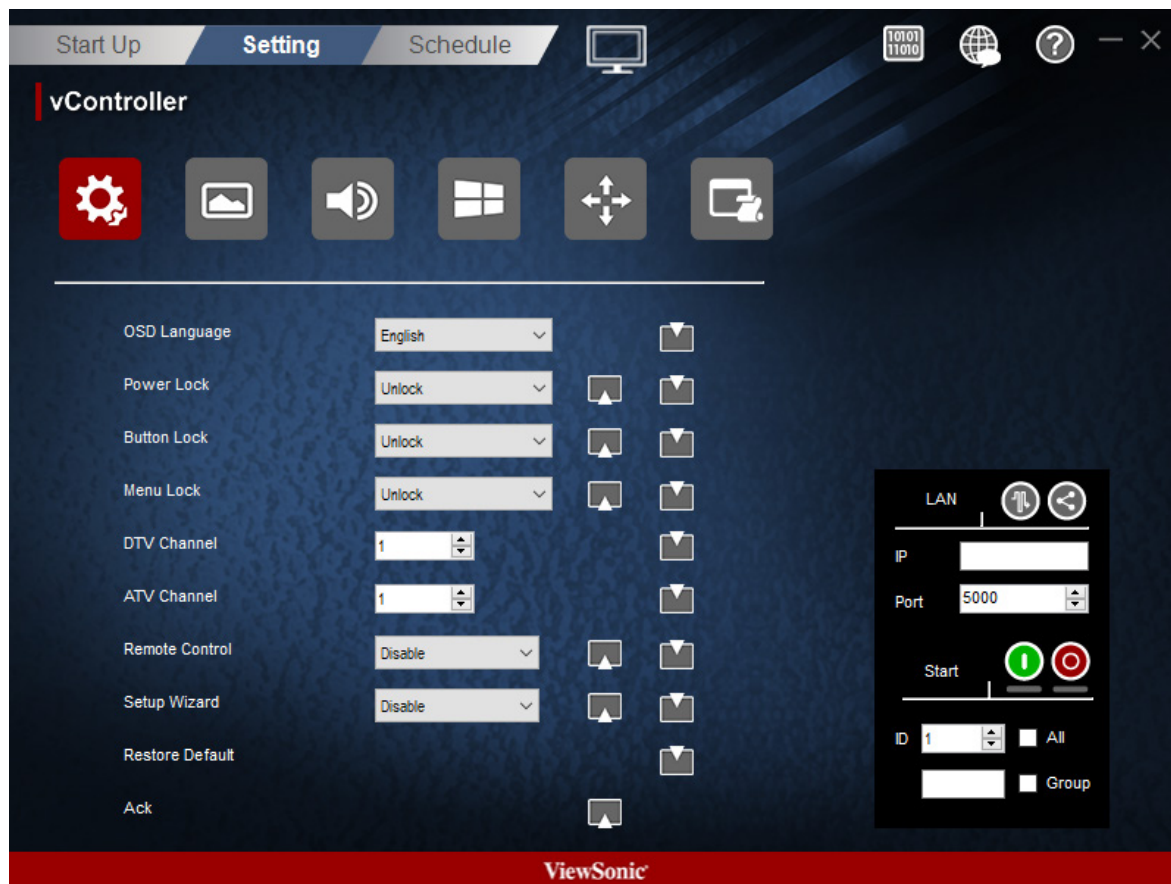 Start Up Setting Schedule
10101
11010
?
vController
OSD Language English
Power Lock Unlock
Button Lock Unlock
Menu Lock Unlock
DTV Channel 1
ATV Channel 1
Remote Control Disable
Setup Wizard Disable
Restore Default
Ack
LAN
IP
Port 5000
Start
ID 1 All
Group
ViewSonic